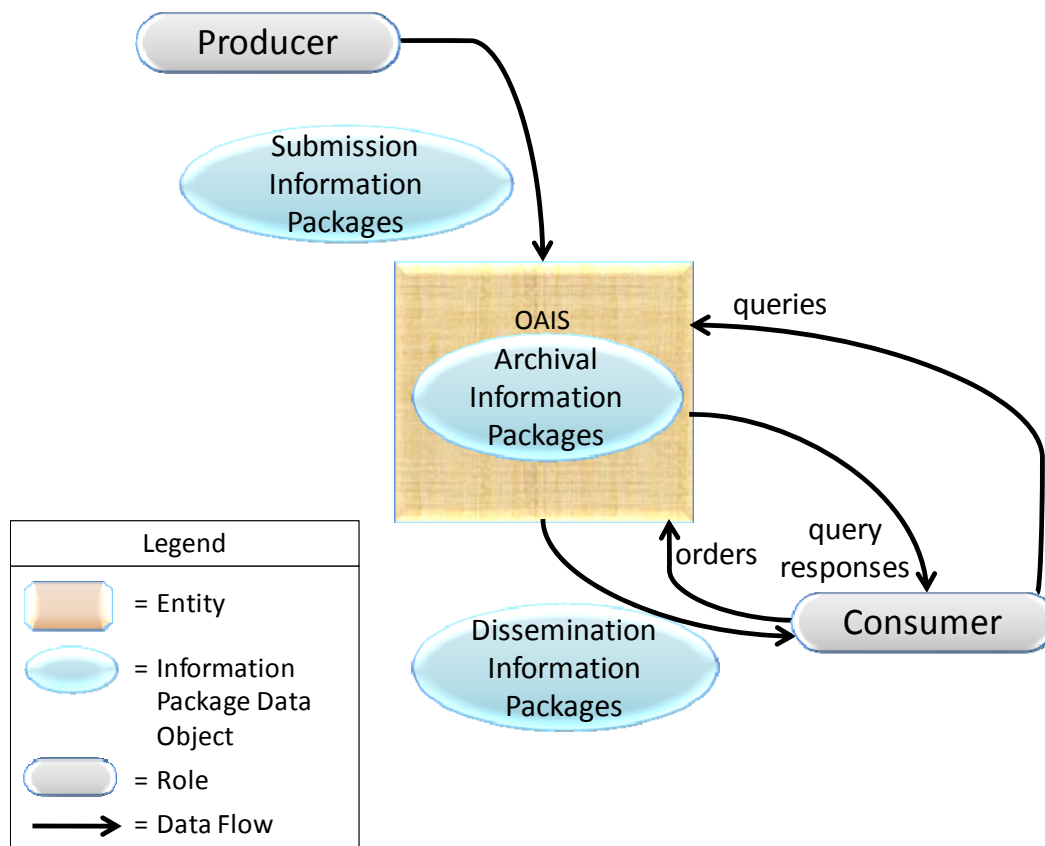 Producer
Submission
Information
Packages
OAIS
Archival
Information
Packages
queries
query
responses
orders
Consumer
Dissemination
Information
Packages
Legend
= Entity
= Information
Package Data
Object
= Role
= Data Flow